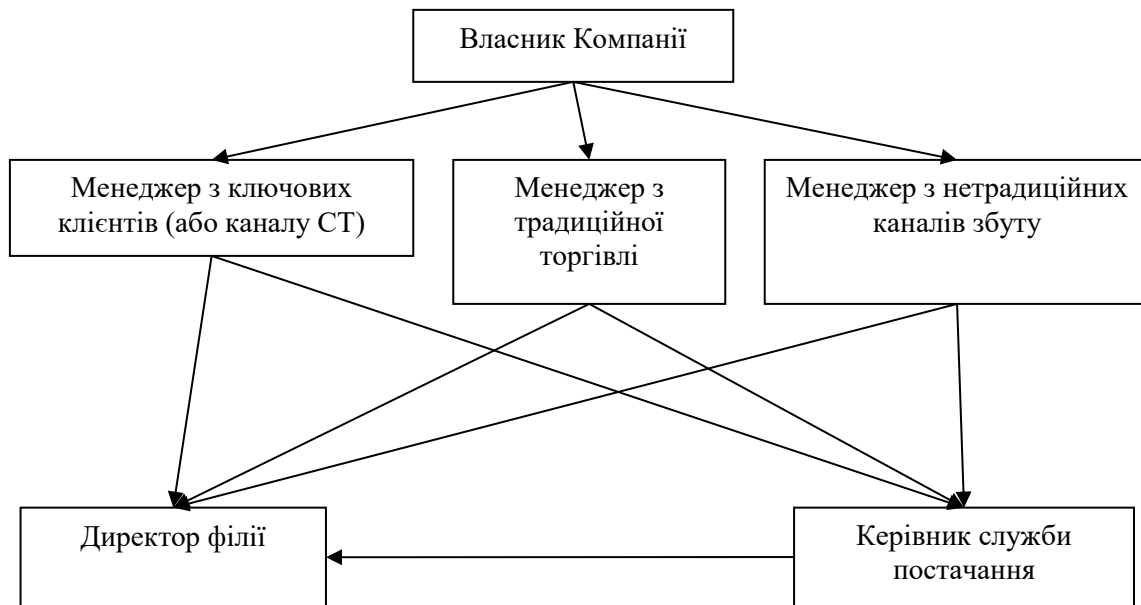 Власник Компанії
Менеджер з ключових
клієнтів (або каналу СТ)
Менеджер з
традиційної
торгівлі
Менеджер з нетрадиційних
каналів збуту
Директор філії
Керівник служби
постачання